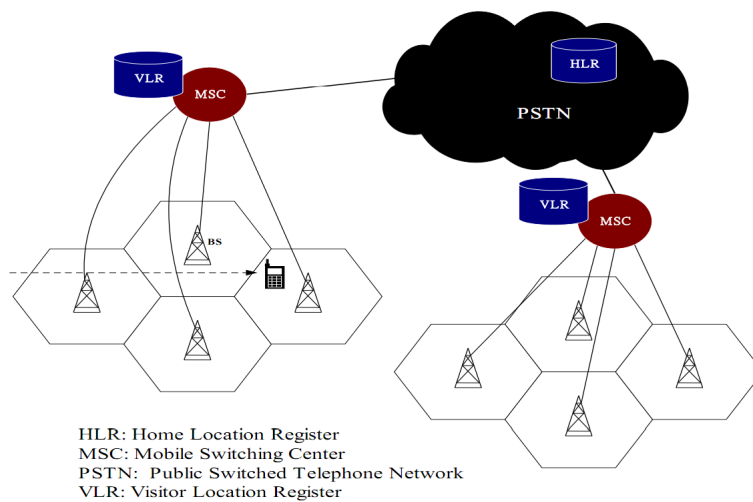 VLR
MSC
HLR
PSTN
VLR
MSC
BS
HLR: Home Location Register
MSC: Mobile Switching Center
PSTN: Public Switched Telephone Network
VLR: Visitor Location Register